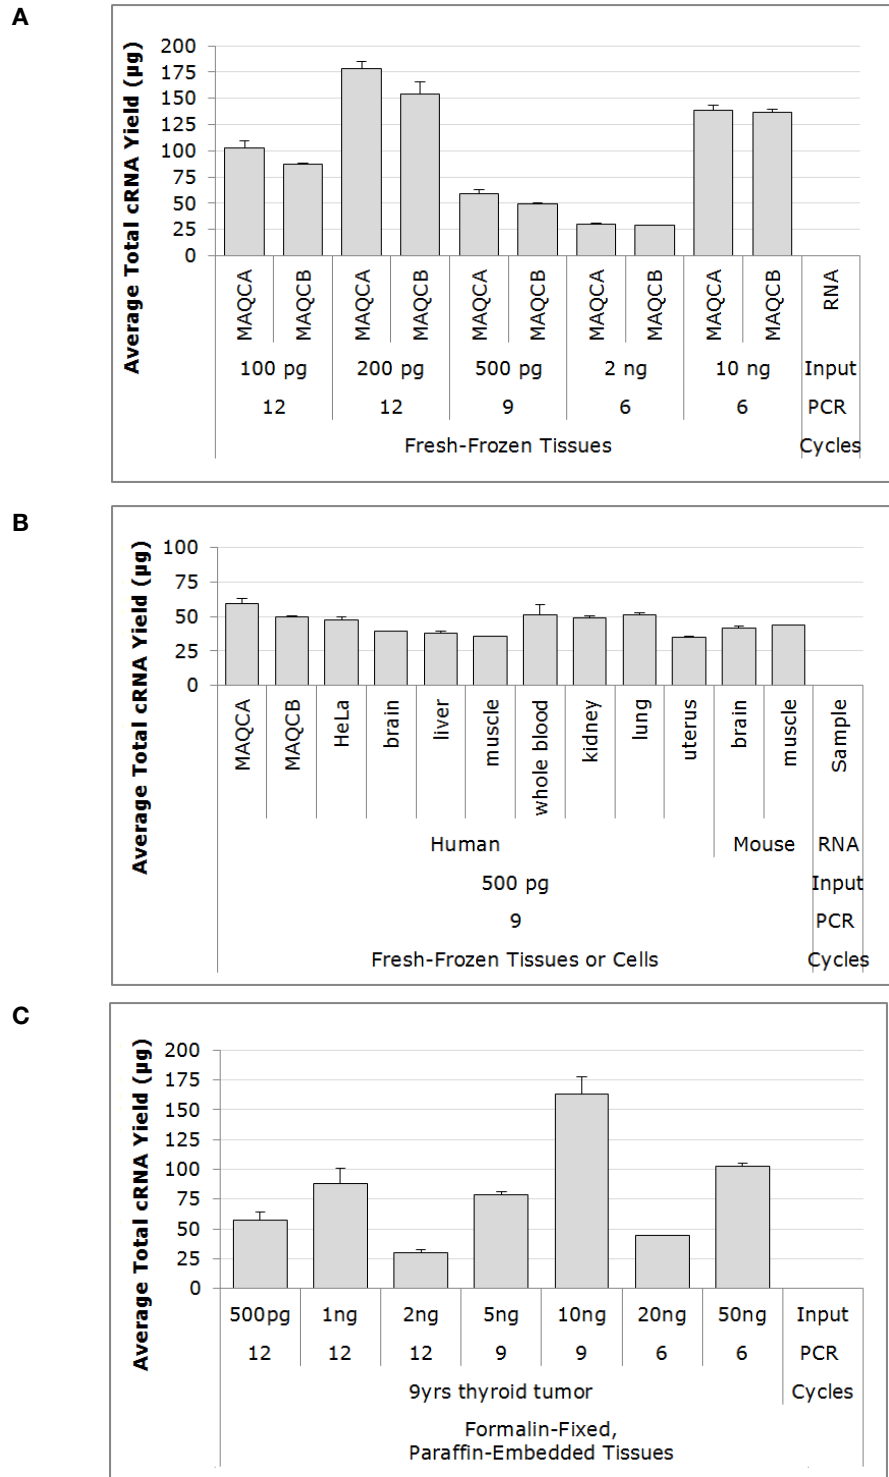 A
Average Total cRNA Yield (µg)
200
175
150
125
100
75
50
25
0
MAQCA MAQCB MAQCA MAQCB MAQCA MAQCB MAQCA MAQCB MAQCA MAQCB RNA
100 pg 200 pg 500 pg 2 ng 10 ng Input
12 12 9 6 6 PCR
Fresh-Frozen Tissues Cycles
B
Average Total cRNA Yield (µg)
100
75
50
25
0
MAQCA MAQCB HeLa brain liver muscle whole blood kidney lung uterus brain muscle Sample
Human Mouse RNA
500 pg Input
9 PCR
Fresh-Frozen Tissues or Cells Cycles
C
Average Total cRNA Yield (µg)
200
175
150
125
100
75
50
25
0
500pg 1ng 2ng 5ng 10ng 20ng 50ng Input
12 12 12 9 9 6 6 PCR
9yrs thyroid tumor Cycles
Formalin-Fixed,
Paraffin-Embedded Tissues